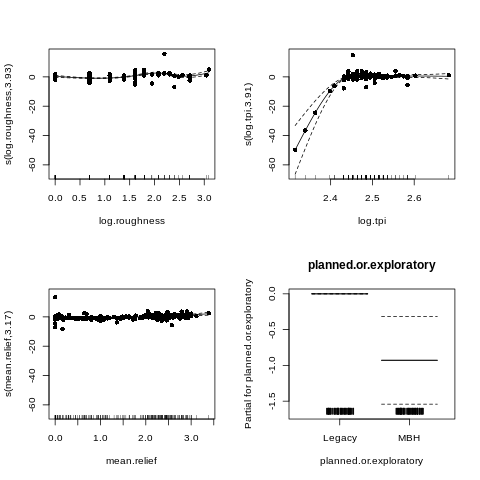 s(log.roughness,3.93)
0
-20
-40
-60
0.0 0.5 1.0 1.5 2.0 2.5 3.0
log.roughness
s(log.tpi,3.91)
0
-20
-40
-60
2.4 2.5 2.6
log.tpi
s(mean.relief,3.17)
0
-20
-40
-60
0.0 1.0 2.0 3.0
mean.relief
planned.or.exploratory
Partial for planned.or.exploratory
0.0
-0.5
-1.0
-1.5
Legacy MBH
planned.or.exploratory